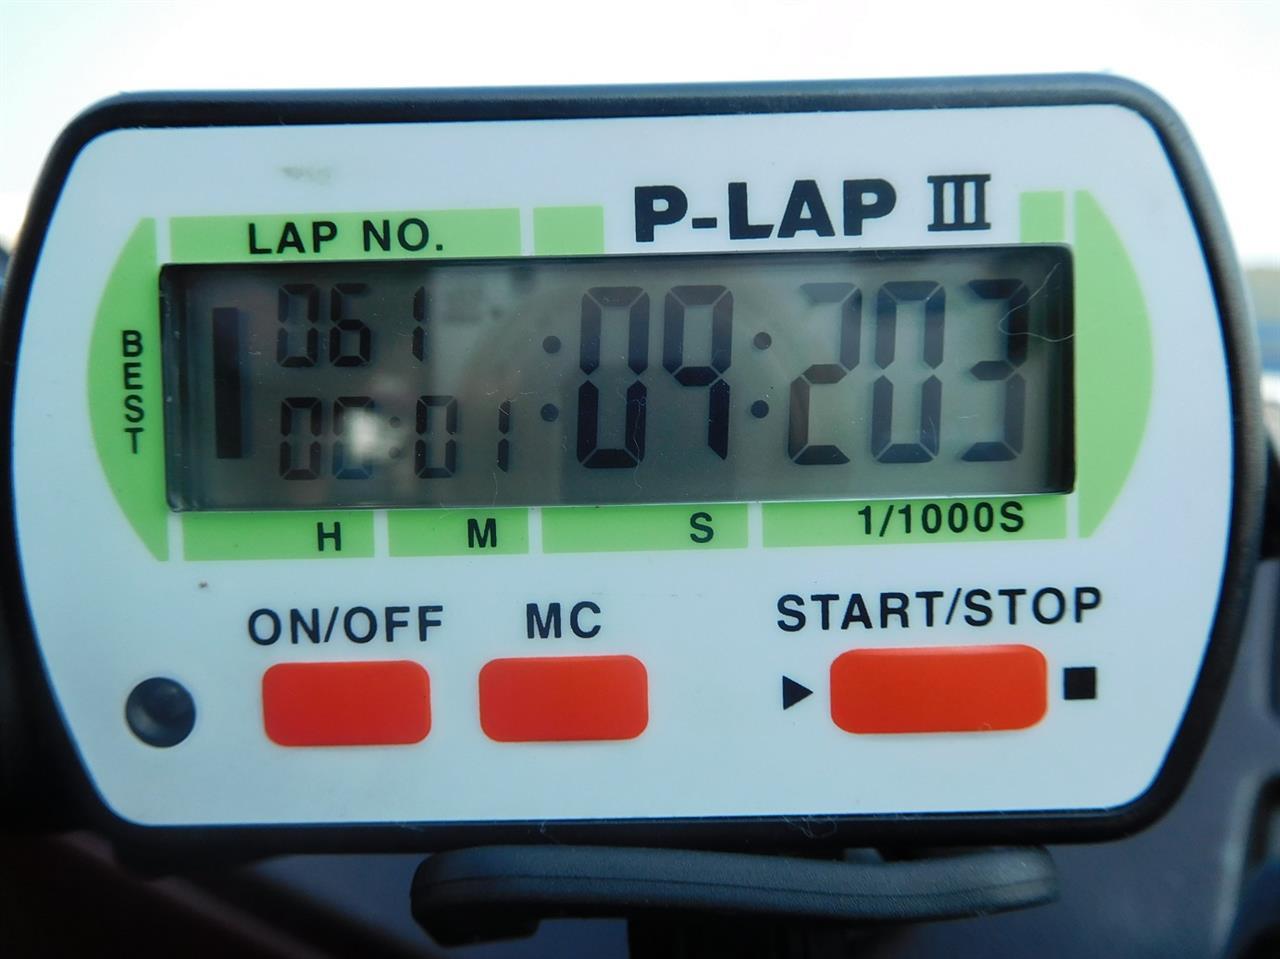 P-LAP III
LAP NO.
BEST
061
00:01:09:203
H M S 1/1000S
ON/OFF MC START/STOP